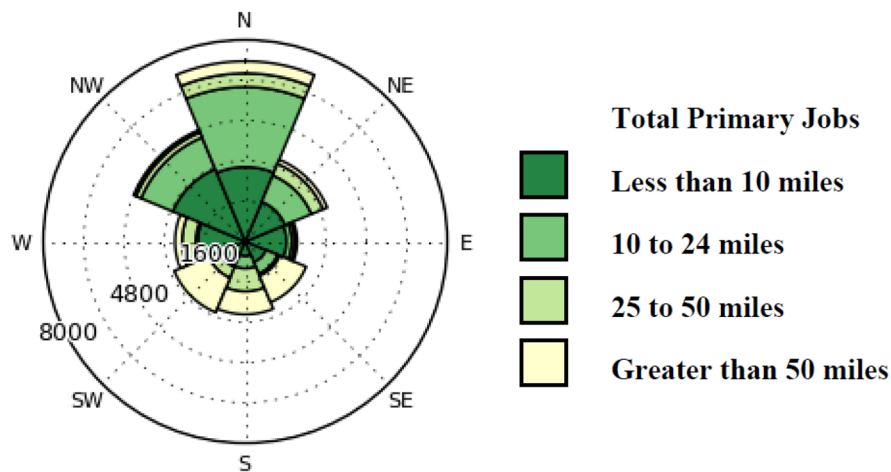 N
NW
NE
W
E
1600
4800
8000
SW
SE
S
Total Primary Jobs
Less than 10 miles
10 to 24 miles
25 to 50 miles
Greater than 50 miles